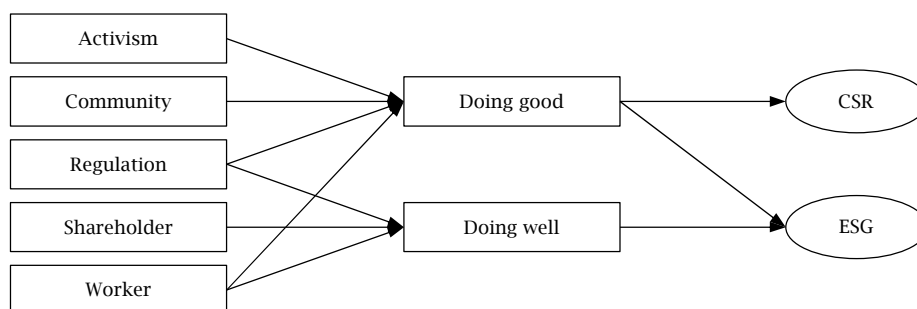 Activism
Community
Regulation
Shareholder
Worker
Doing good
Doing well
CSR
ESG